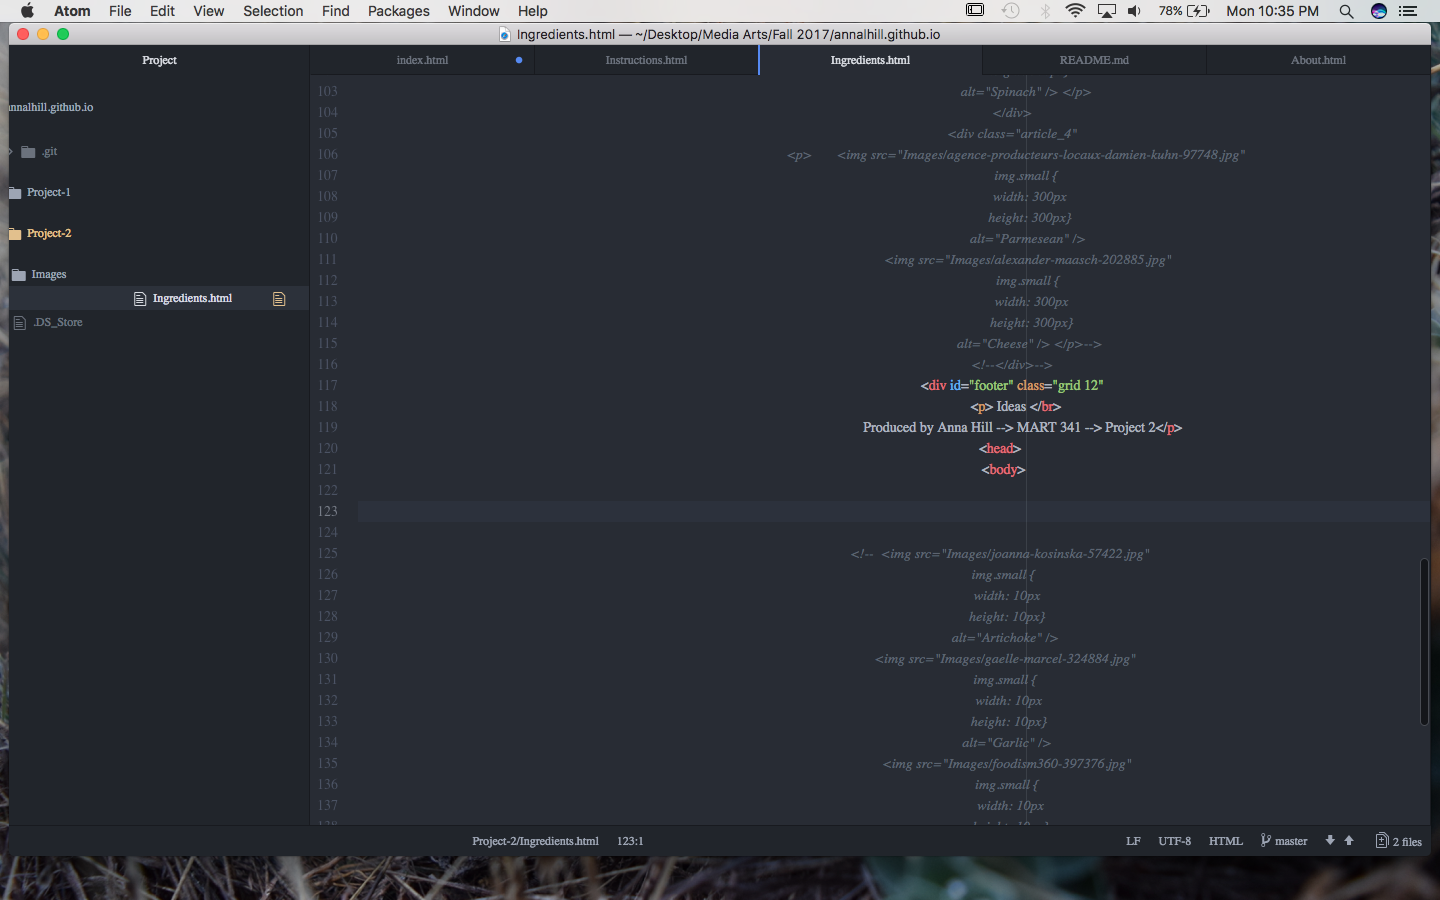 Atom File Edit View Selection Find Packages Window Help 78% Mon 10:35 PM
Ingredients.html — ~/Desktop/Media Arts/Fall 2017/annalhill.github.io
Project index.html Instructions.html Ingredients.html README.md About.html
annalhill.github.io
.git
Project-1
Project-2
Images
Ingredients.html
.DS_Store
103 alt="Spinach" /> </p>
104 </div>
105 <div class="article_4"
106 <p> <img src="Images/agence-producteurs-locaux-damien-kuhn-97748.jpg"
107 img.small {
108 width: 300px
109 height: 300px}
110 alt="Parmesean" />
111 <img src="Images/alexander-maasch-202885.jpg"
112 img.small {
113 width: 300px
114 height: 300px}
115 alt="Cheese" /> </p>-->
116 <!--</div>-->
117 <div id="footer" class="grid 12"
118 <p> Ideas </br>
119 Produced by Anna Hill --> MART 341 --> Project 2</p>
120 <head>
121 <body>
122
123
124
125 <!-- <img src="Images/joanna-kosinska-57422.jpg"
126 img.small {
127 width: 10px
128 height: 10px}
129 alt="Artichoke" />
130 <img src="Images/gaelle-marcel-324884.jpg"
131 img.small {
132 width: 10px
133 height: 10px}
134 alt="Garlic" />
135 <img src="Images/foodism360-397376.jpg"
136 img.small {
137 width: 10px
Project-2/Ingredients.html 123:1 LF UTF-8 HTML master 2 files